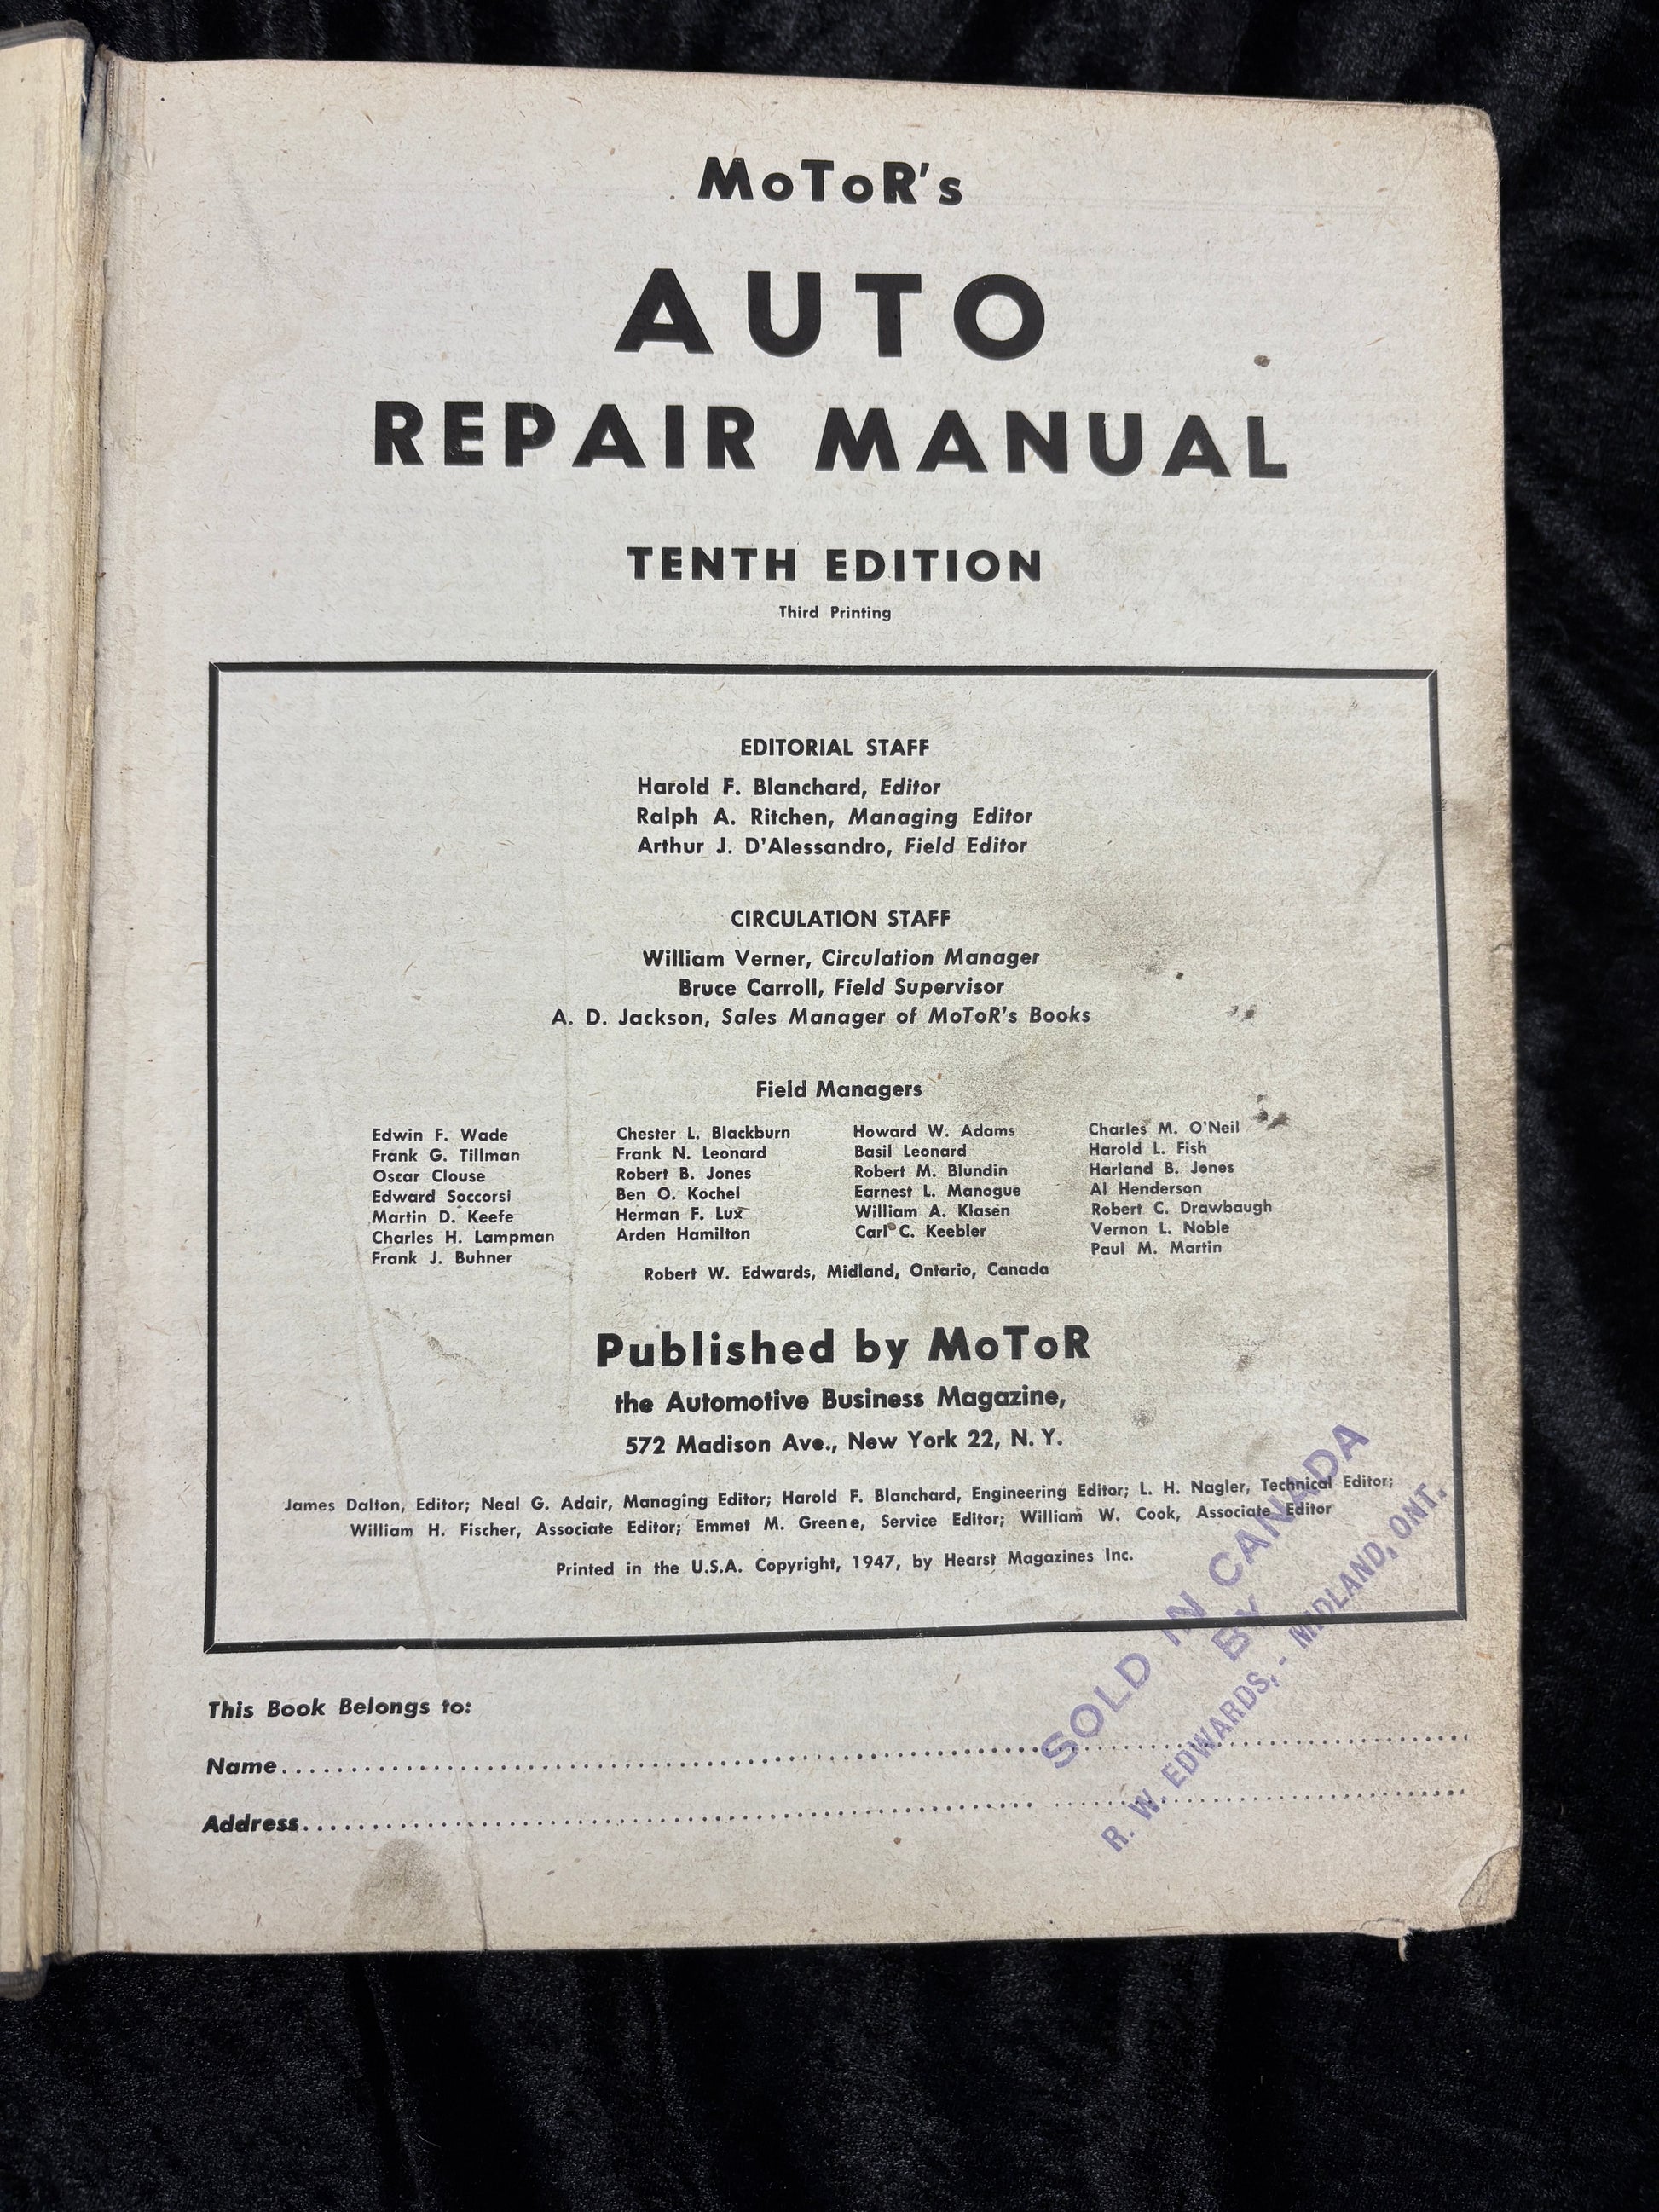 MoToR's
AUTO
REPAIR MANUAL
TENTH EDITION
Third Printing
EDITORIAL STAFF
Harold F. Blanchard, Editor
Ralph A. Ritchen, Managing Editor
Arthur J. D'Alessandro, Field Editor
CIRCULATION STAFF
William Verner, Circulation Manager
Bruce Carroll, Field Supervisor
A. D. Jackson, Sales Manager of MoToR's Books
Field Managers
Edwin F. Wade
Frank G. Tillman
Oscar Clouse
Edward Soccorsi
Martin D. Keefe
Charles H. Lampman
Frank J. Buhner
Chester L. Blackburn
Frank N. Leonard
Robert B. Jones
Ben O. Kochel
Herman F. Lux
Arden Hamilton
Howard W. Adams
Basil Leonard
Robert M. Blundin
Earnest L. Manogue
William A. Klasen
Carl C. Keebler
Charles M. O'Neil
Harold L. Fish
Harland B. Jones
Al Henderson
Robert C. Drawbaugh
Vernon L. Noble
Paul M. Martin
Robert W. Edwards, Midland, Ontario, Canada
Published by MoToR
the Automotive Business Magazine,
572 Madison Ave., New York 22, N. Y.
James Dalton, Editor; Neal G. Adair, Managing Editor; Harold F. Blanchard, Engineering Editor; L. H. Nagler, Technical Editor;
William H. Fischer, Associate Editor; Emmet M. Greene, Service Editor; William W. Cook, Associate Editor
Printed in the U.S.A. Copyright, 1947, by Hearst Magazines Inc.
This Book Belongs to:
Name
Address
SOLD IN CANADA
BY
R. W. EDWARDS, - MIDLAND, ONT.